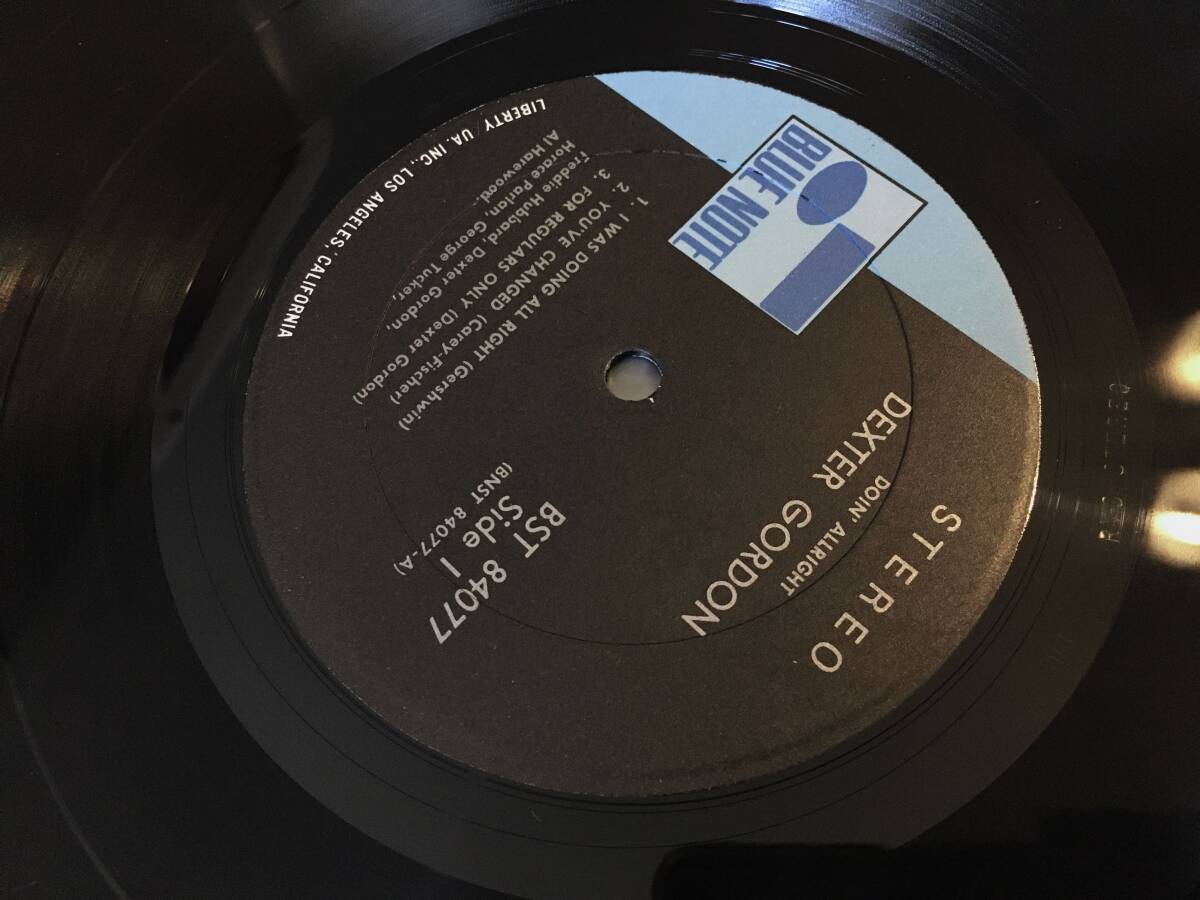 BLUE NOTE
STEREO
DEXTER GORDON
DOIN' ALLRIGHT
BST 84077
Side 1
(BNST 84077-A)
1. I WAS DOING ALL RIGHT (Gershwin)
2. YOU'VE CHANGED (Carey-Fischer)
3. FOR REGULARS ONLY (Dexter Gordon)
Freddie Hubbard, Dexter Gordon,
Horace Parlan, George Tucker,
Al Harewood
LIBERTY UA, INC., LOS ANGELES, CALIFORNIA